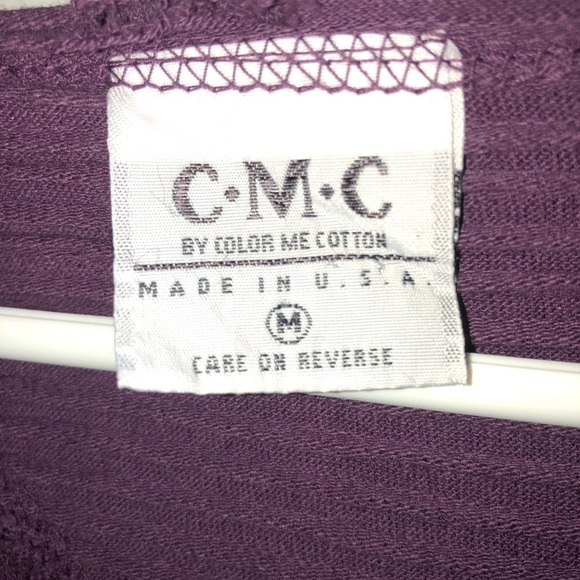 C·M·C
BY COLOR ME COTTON
MADE IN U.S.A.
M
CARE ON REVERSE